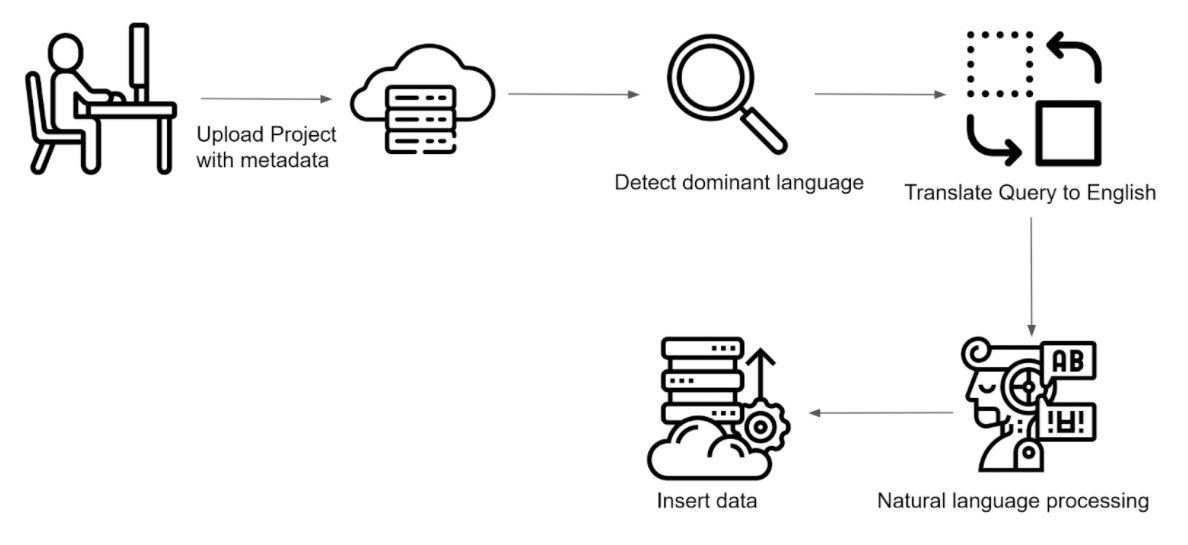 Upload Project
with metadata
Detect dominant language
Translate Query to English
AB
Insert data
Natural language processing